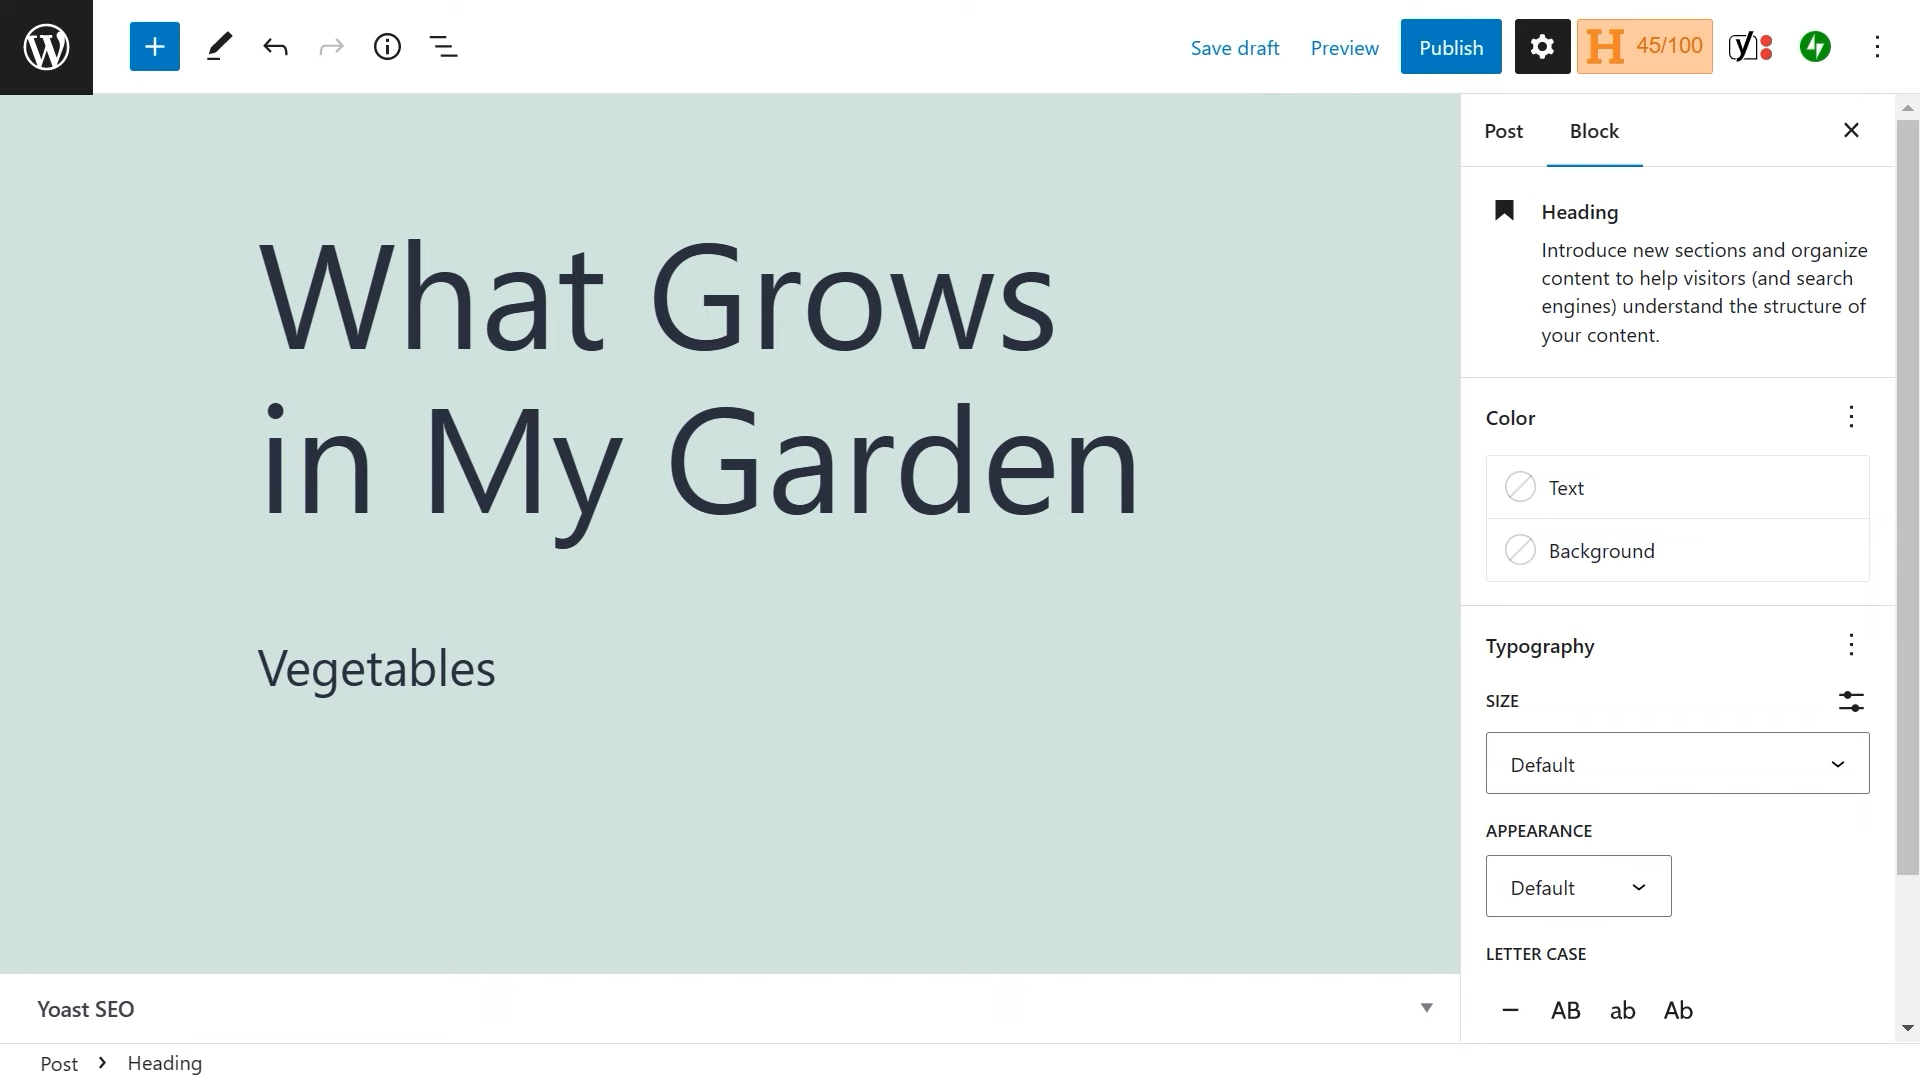 Save draft
Preview
Publish
H 45/100
What Grows
in My Garden
Vegetables
Post
Block
Heading
Introduce new sections and organize
content to help visitors (and search
engines) understand the structure of
your content.
Color
Text
Background
Typography
SIZE
Default
APPEARANCE
Default
LETTER CASE
— AB ab Ab
Yoast SEO
Post > Heading